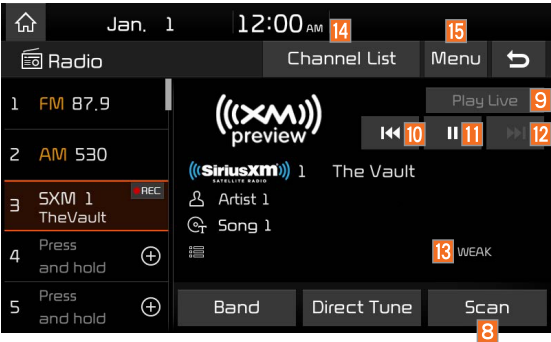 Jan. 1 12:00 AM 14 15
Radio Channel List Menu
1 FM 87.9
2 AM 530
3 SXM 1 REC
TheVault
4 Press
and hold
5 Press
and hold
((XM))
preview
Play Live 9
10 11 12
((SiriusXM)) 1 The Vault
SATELLITE RADIO
Artist 1
Song 1
13 WEAK
Band Direct Tune Scan
8